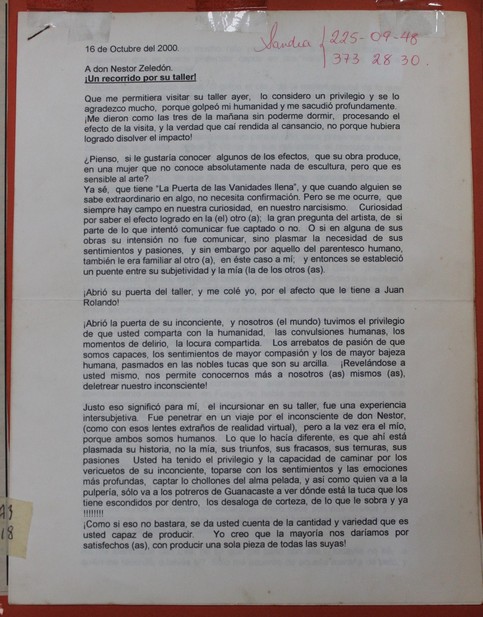 Sandra
225-09-48
373 28 30.
16 de Octubre del 2000.
A don Nestor Zeledón.
¡Un recorrido por su taller!
Que me permitiera visitar su taller ayer, lo considero un privilegio y se lo
agradezco mucho, porque golpeó mi humanidad y me sacudió profundamente.
¡Me dieron como las tres de la mañana sin poderme dormir, procesando el
efecto de la visita, y la verdad que caí rendida al cansancio, no porque hubiera
logrado disolver el impacto!
¿Pienso, si le gustaría conocer algunos de los efectos, que su obra produce,
en una mujer que no conoce absolutamente nada de escultura, pero que es
sensible al arte?
Ya sé, que tiene “La Puerta de las Vanidades llena”, y que cuando alguien se
sabe extraordinario en algo, no necesita confirmación. Pero se me ocurre, que
siempre hay campo en nuestra curiosidad, en nuestro narcisismo. Curiosidad
por saber el efecto logrado en la (el) otro (a); la gran pregunta del artista, de si
parte de lo que intentó comunicar fue captado o no. O si en alguna de sus
obras su intensión no fue comunicar, sino plasmar la necesidad de sus
sentimientos y pasiones, y sin embargo por aquello del parentesco humano,
también le era familiar al otro (a), en éste caso a mí; y entonces se estableció
un puente entre su subjetividad y la mía (la de los otros (as).
¡Abrió su puerta del taller, y me colé yo, por el afecto que le tiene a Juan
Rolando!
¡Abrió la puerta de su inconciente, y nosotros (el mundo) tuvimos el privilegio
de que usted comparta con la humanidad, las convulsiones humanas, los
momentos de delirio, la locura compartida. Los arrebatos de pasión de que
somos capaces, los sentimientos de mayor compasión y los de mayor bajeza
humana, pasmados en las nobles tucas que son su arcilla. ¡Revelándose a
usted mismo, nos permite conocernos más a nosotros (as) mismos (as),
deletrear nuestro inconsciente!
Justo eso significó para mí, el incursionar en su taller, fue una experiencia
intersubjetiva. Fue penetrar en un viaje por el inconsciente de don Nestor,
(como con esos lentes extraños de realidad virtual), pero a la vez era el mío,
porque ambos somos humanos. Lo que lo hacía diferente, es que ahí está
plasmada su historia, no la mía, sus triunfos, sus fracasos, sus ternuras, sus
pasiones Usted ha tenido el privilegio y la capacidad de caminar por los
vericuetos de su inconciente, toparse con los sentimientos y las emociones
más profundas, captar lo chollones del alma pelada, y así como quien va a la
pulpería, sólo va a los potreros de Guanacaste a ver dónde está la tuca que los
tiene escondidos por dentro, los desaloga de corteza, de lo que le sobra y ya
!!!!!!!!
¡Como si eso no bastara, se da usted cuenta de la cantidad y variedad que es
usted capaz de producir. Yo creo que la mayoría nos daríamos por
satisfechos (as), con producir una sola pieza de todas las suyas!
18